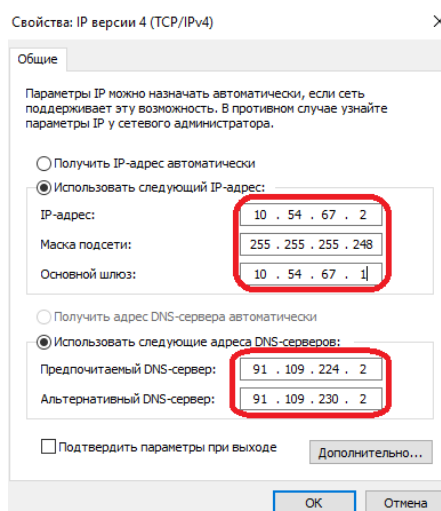 Свойства: IP версии 4 (TCP/IPv4)
Общие
Параметры IP можно назначать автоматически, если сеть
поддерживает эту возможность. В противном случае узнайте
параметры IP у сетевого администратора.
Получить IP-адрес автоматически
Использовать следующий IP-адрес:
IP-адрес: 10 . 54 . 67 . 2
Маска подсети: 255 . 255 . 255 . 248
Основной шлюз: 10 . 54 . 67 . 1
Получить адрес DNS-сервера автоматически
Использовать следующие адреса DNS-серверов:
Предпочитаемый DNS-сервер: 91 . 109 . 224 . 2
Альтернативный DNS-сервер: 91 . 109 . 230 . 2
Подтвердить параметры при выходе
Дополнительно...
ОК Отмена